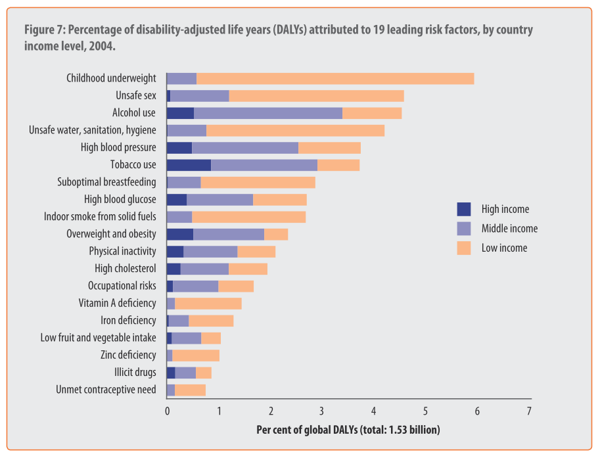 Figure 7: Percentage of disability-adjusted life years (DALYs) attributed to 19 leading risk factors, by country
income level, 2004.
Childhood underweight
Unsafe sex
Alcohol use
Unsafe water, sanitation, hygiene
High blood pressure
Tobacco use
Suboptimal breastfeeding
High blood glucose
Indoor smoke from solid fuels
Overweight and obesity
Physical inactivity
High cholesterol
Occupational risks
Vitamin A deficiency
Iron deficiency
Low fruit and vegetable intake
Zinc deficiency
Illicit drugs
Unmet contraceptive need
High income
Middle income
Low income
0 1 2 3 4 5 6 7
Per cent of global DALYs (total: 1.53 billion)